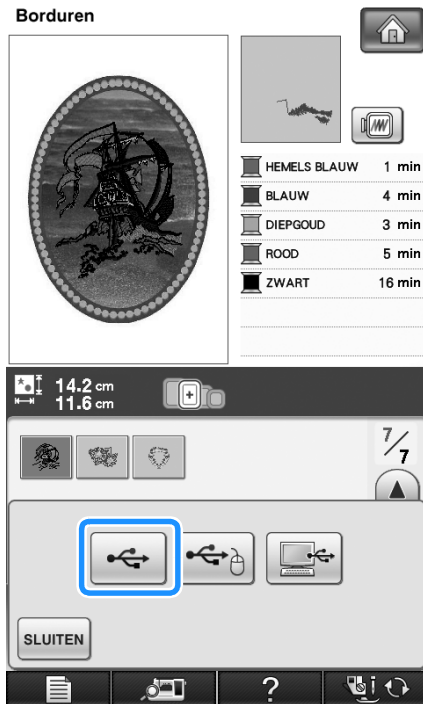 Borduren
HEMELS BLAUW 1 min
BLAUW 4 min
DIEPGOUD 3 min
ROOD 5 min
ZWART 16 min
14.2 cm
11.6 cm
7/7
SLUITEN
?